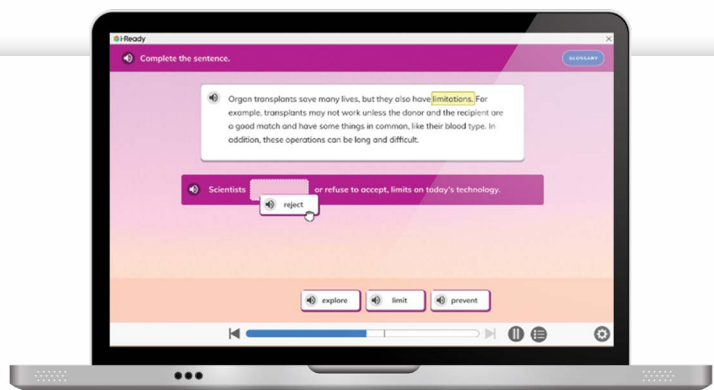 i-Ready
Complete the sentence.
GLOSSARY
Organ transplants save many lives, but they also have limitations. For
example, transplants may not work unless the donor and the recipient are
a good match and have some things in common, like their blood type. In
addition, these operations can be long and difficult.
Scientists or refuse to accept, limits on today's technology.
reject
explore
limit
prevent